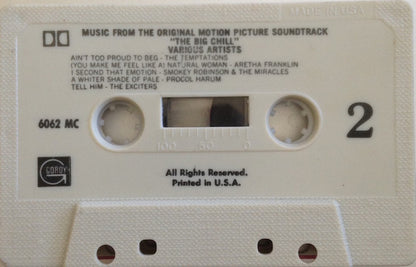 MADE IN U.S.A.
MUSIC FROM THE ORIGINAL MOTION PICTURE SOUNDTRACK
"THE BIG CHILL"
VARIOUS ARTISTS
AIN'T TOO PROUD TO BEG - THE TEMPTATIONS
(YOU MAKE ME FEEL LIKE A) NATURAL WOMAN - ARETHA FRANKLIN
I SECOND THAT EMOTION - SMOKEY ROBINSON & THE MIRACLES
A WHITER SHADE OF PALE - PROCOL HARUM
TELL HIM - THE EXCITERS
6062 MC
2
100 50 0
GORDY
All Rights Reserved.
Printed in U.S.A.